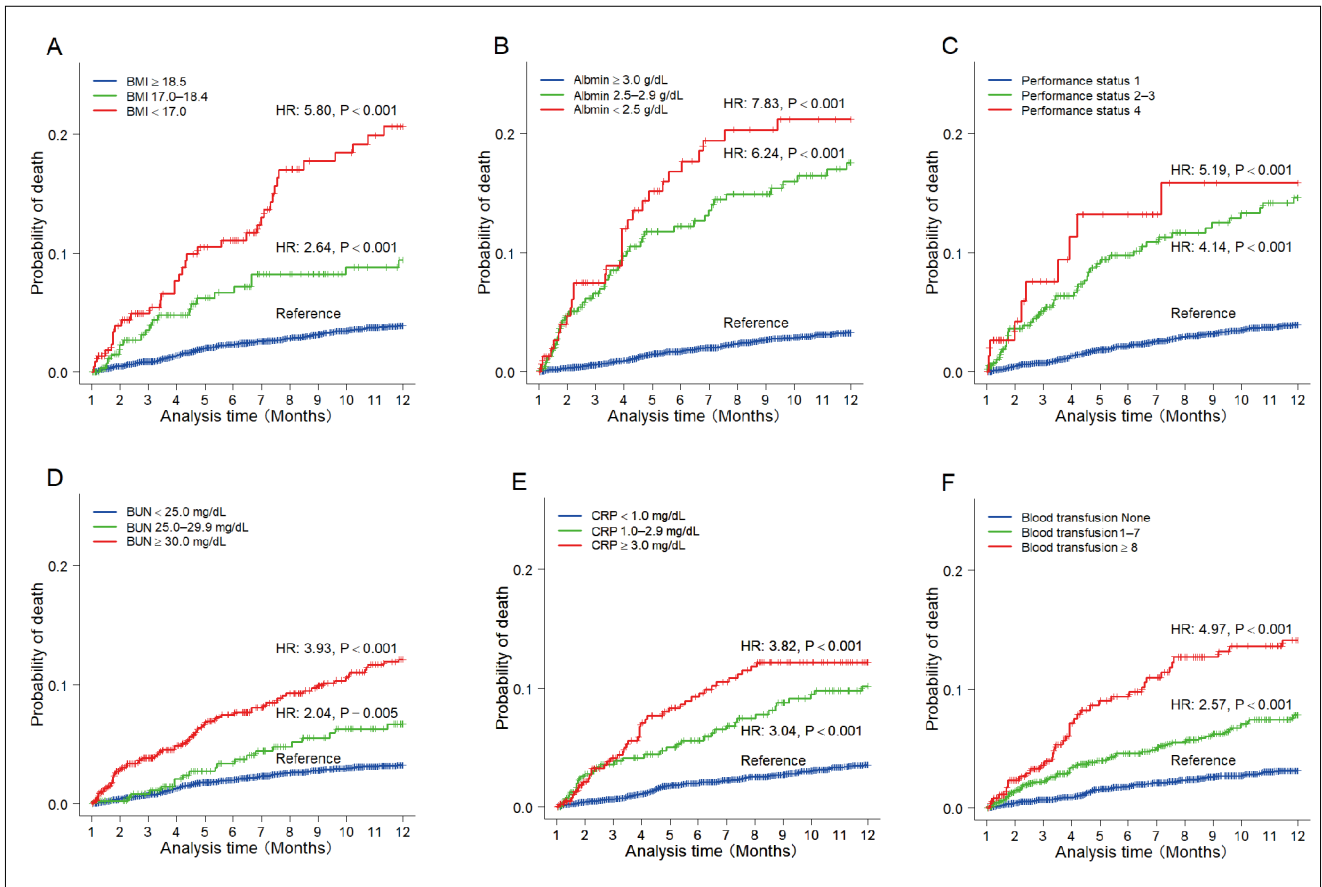 A
BMI ≥ 18.5
BMI 17.0–18.4
BMI < 17.0
HR: 5.80, P < 0.001
HR: 2.64, P < 0.001
Reference
Probability of death
0.2
0.1
0.0
1 2 3 4 5 6 7 8 9 10 11 12
Analysis time (Months)
B
Albmin ≥ 3.0 g/dL
Albmin 2.5–2.9 g/dL
Albmin < 2.5 g/dL
HR: 7.83, P < 0.001
HR: 6.24, P < 0.001
Reference
Probability of death
0.2
0.1
0.0
1 2 3 4 5 6 7 8 9 10 11 12
Analysis time (Months)
C
Performance status 1
Performance status 2–3
Performance status 4
HR: 5.19, P < 0.001
HR: 4.14, P < 0.001
Reference
Probability of death
0.2
0.1
0.0
1 2 3 4 5 6 7 8 9 10 11 12
Analysis time (Months)
D
BUN < 25.0 mg/dL
BUN 25.0–29.9 mg/dL
BUN ≥ 30.0 mg/dL
HR: 3.93, P < 0.001
HR: 2.04, P − 0.005
Reference
Probability of death
0.2
0.1
0.0
1 2 3 4 5 6 7 8 9 10 11 12
Analysis time (Months)
E
CRP < 1.0 mg/dL
CRP 1.0–2.9 mg/dL
CRP ≥ 3.0 mg/dL
HR: 3.82, P < 0.001
HR: 3.04, P < 0.001
Reference
Probability of death
0.2
0.1
0.0
1 2 3 4 5 6 7 8 9 10 11 12
Analysis time (Months)
F
Blood transfusion None
Blood transfusion 1–7
Blood transfusion ≥ 8
HR: 4.97, P < 0.001
HR: 2.57, P < 0.001
Reference
Probability of death
0.2
0.1
0.0
1 2 3 4 5 6 7 8 9 10 11 12
Analysis time (Months)